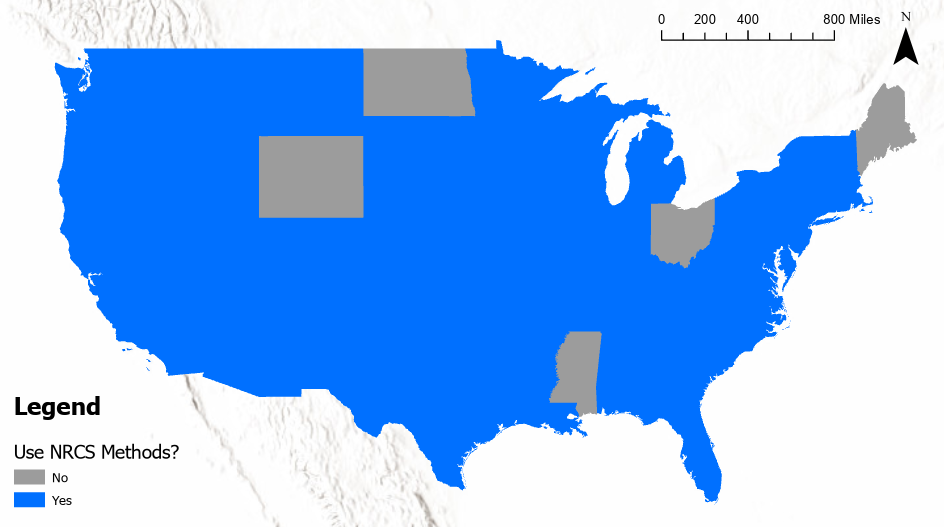 0 200 400 800 Miles
N
Legend
Use NRCS Methods?
No
Yes